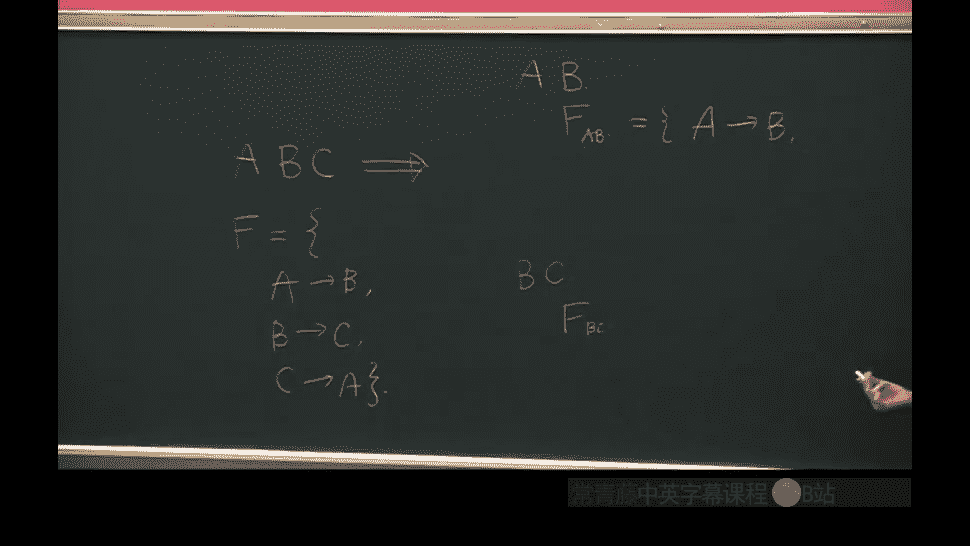 A B C ⟹
F = {
A → B,
B → C,
C → A}.
A B.
F_AB. = { A → B,
B C
F_BC
中英字幕课程
B站